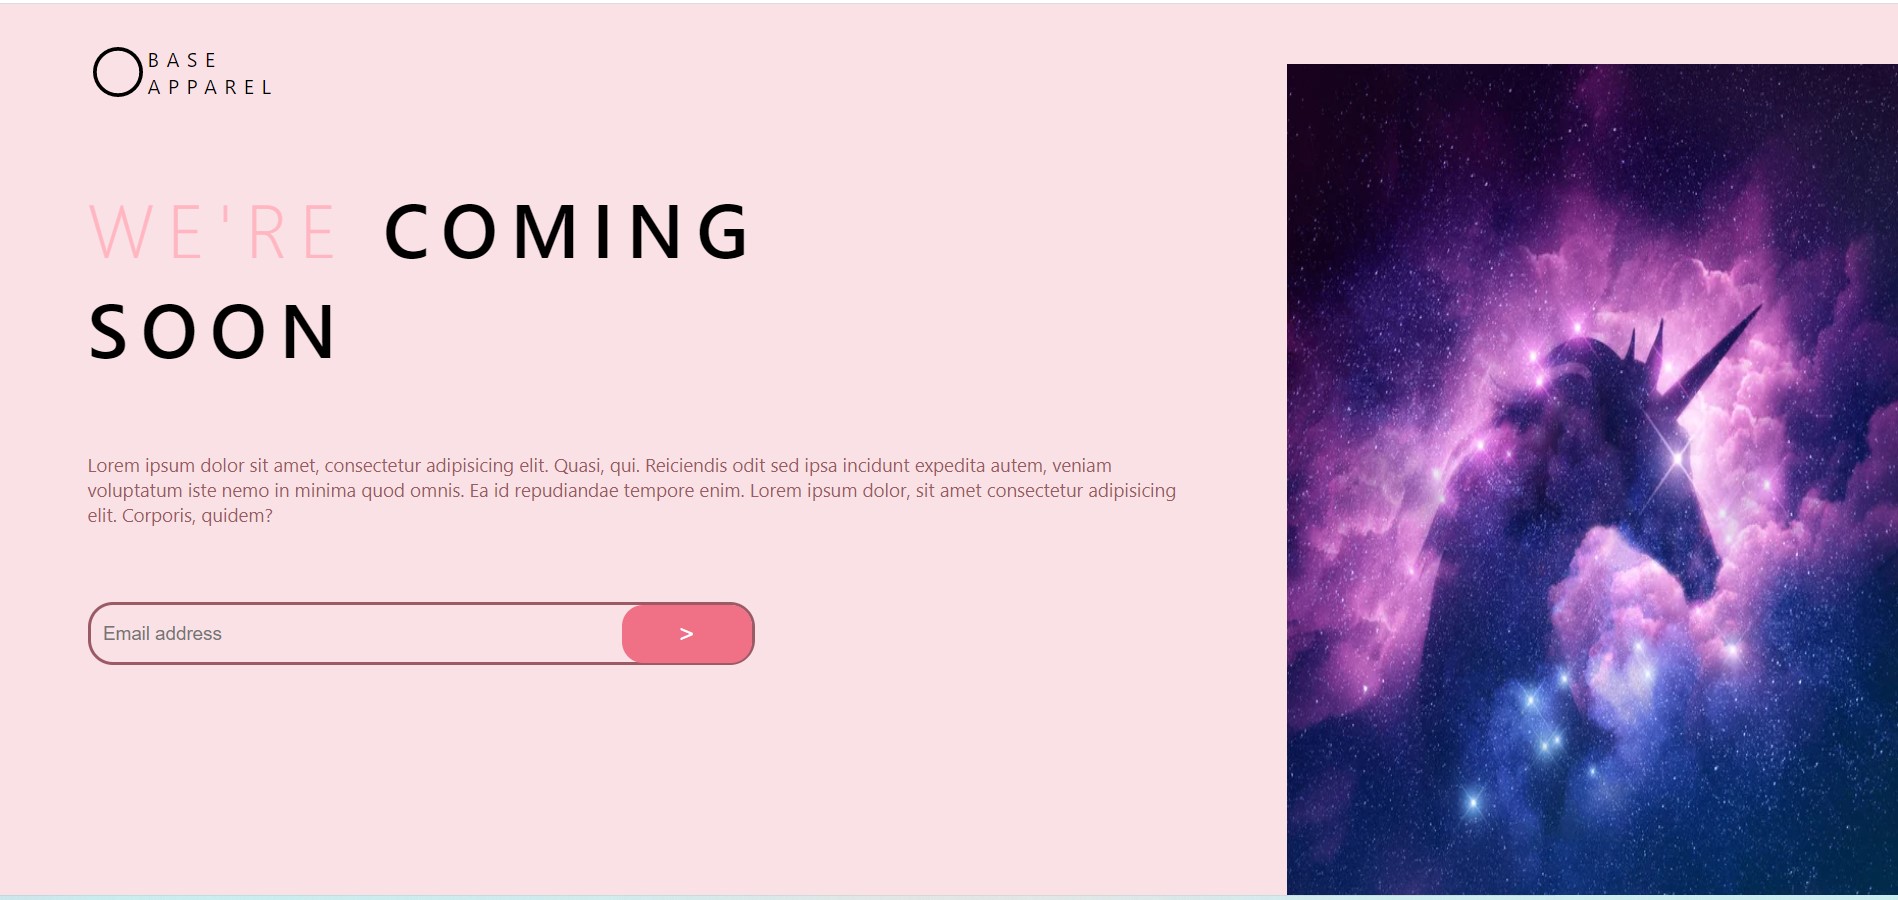 BASE
APPAREL
WE'RE COMING
SOON
Lorem ipsum dolor sit amet, consectetur adipisicing elit. Quasi, qui. Reiciendis odit sed ipsa incidunt expedita autem, veniam
voluptatum iste nemo in minima quod omnis. Ea id repudiandae tempore enim. Lorem ipsum dolor, sit amet consectetur adipisicing
elit. Corporis, quidem?
Email address >